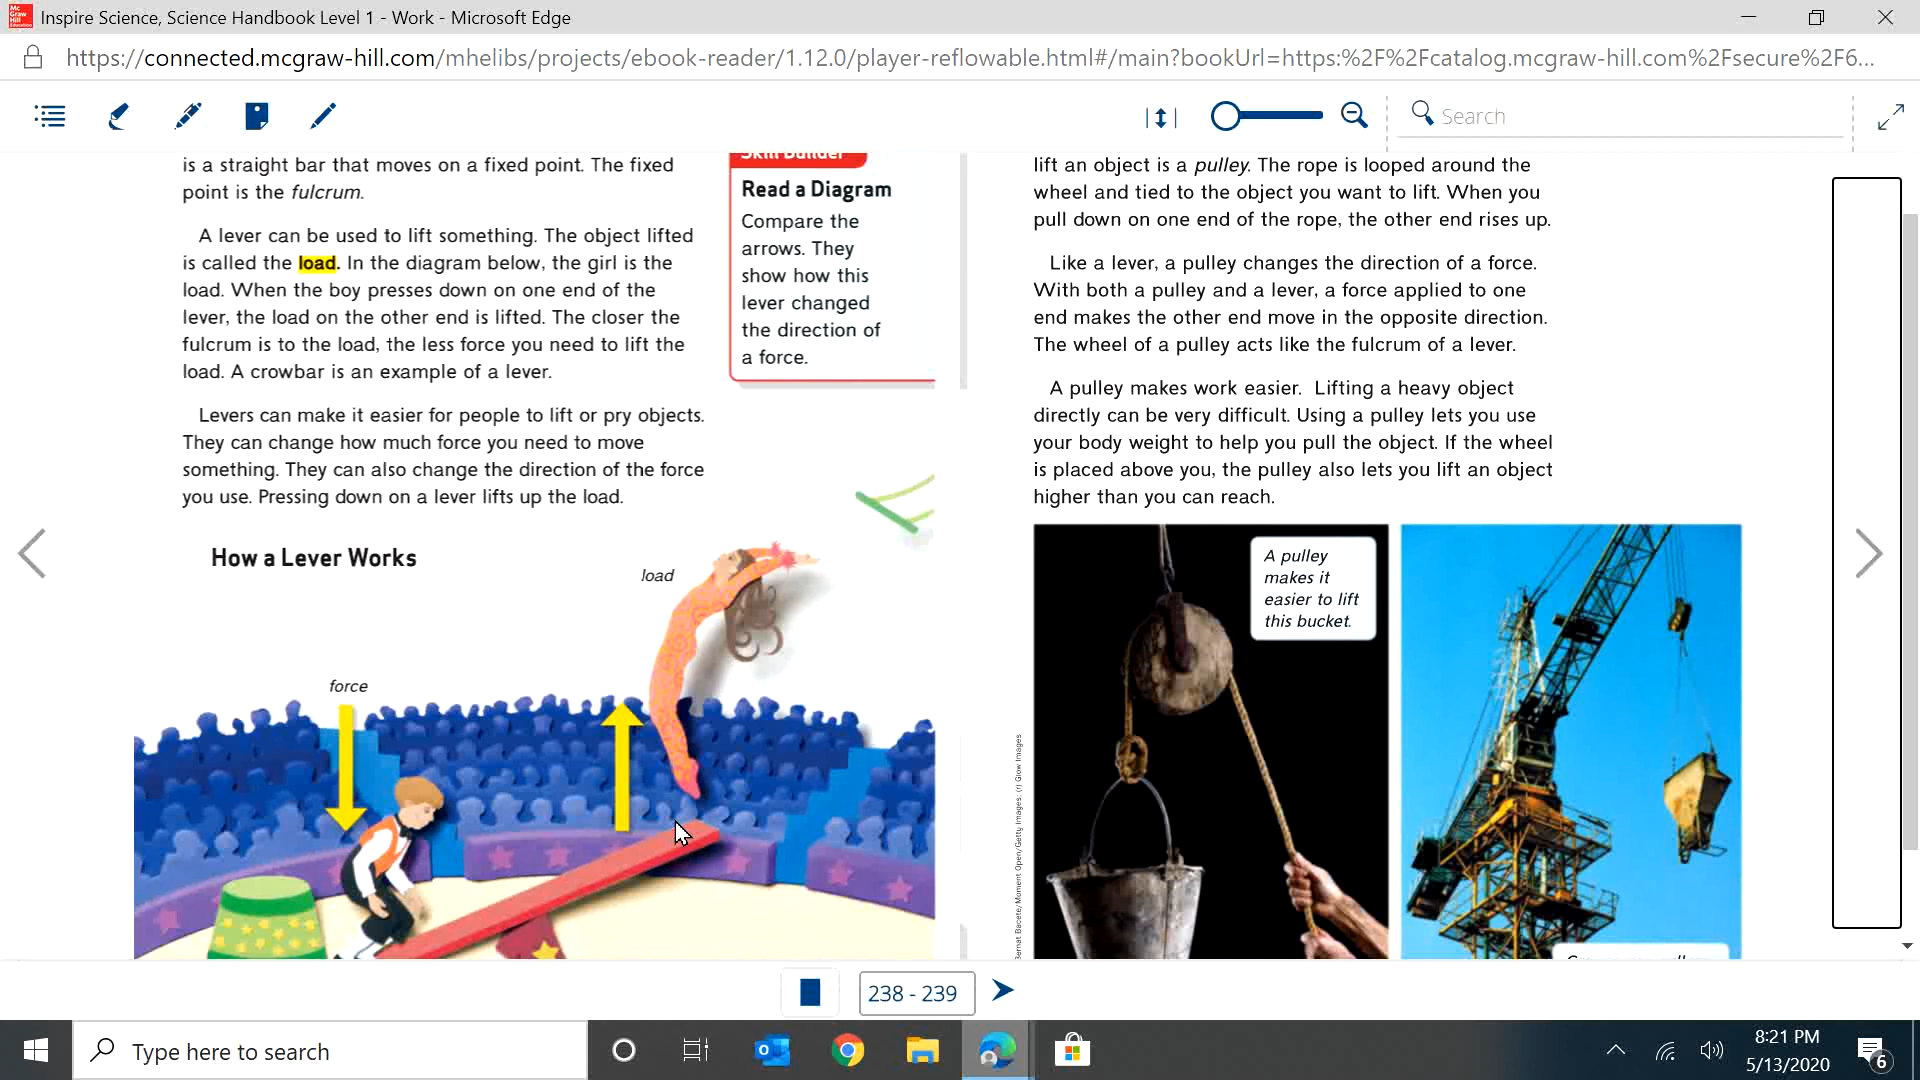 Mc
Graw
Hill
Education
Inspire Science, Science Handbook Level 1 - Work - Microsoft Edge
https://connected.mcgraw-hill.com/mhelibs/projects/ebook-reader/1.12.0/player-reflowable.html#/main?bookUrl=https:%2F%2Fcatalog.mcgraw-hill.com%2Fsecure%2F6...
Search
is a straight bar that moves on a fixed point. The fixed
point is the fulcrum.
A lever can be used to lift something. The object lifted
is called the load. In the diagram below, the girl is the
load. When the boy presses down on one end of the
lever, the load on the other end is lifted. The closer the
fulcrum is to the load, the less force you need to lift the
load. A crowbar is an example of a lever.
Levers can make it easier for people to lift or pry objects.
They can change how much force you need to move
something. They can also change the direction of the force
you use. Pressing down on a lever lifts up the load.
Skill Builder
Read a Diagram
Compare the
arrows. They
show how this
lever changed
the direction of
a force.
How a Lever Works
load
force
lift an object is a pulley. The rope is looped around the
wheel and tied to the object you want to lift. When you
pull down on one end of the rope, the other end rises up.
Like a lever, a pulley changes the direction of a force.
With both a pulley and a lever, a force applied to one
end makes the other end move in the opposite direction.
The wheel of a pulley acts like the fulcrum of a lever.
A pulley makes work easier. Lifting a heavy object
directly can be very difficult. Using a pulley lets you use
your body weight to help you pull the object. If the wheel
is placed above you, the pulley also lets you lift an object
higher than you can reach.
A pulley
makes it
easier to lift
this bucket.
Bernat Bacete/Moment Open/Getty Images; (r) Glow Images
238 - 239
Type here to search
8:21 PM
5/13/2020
6